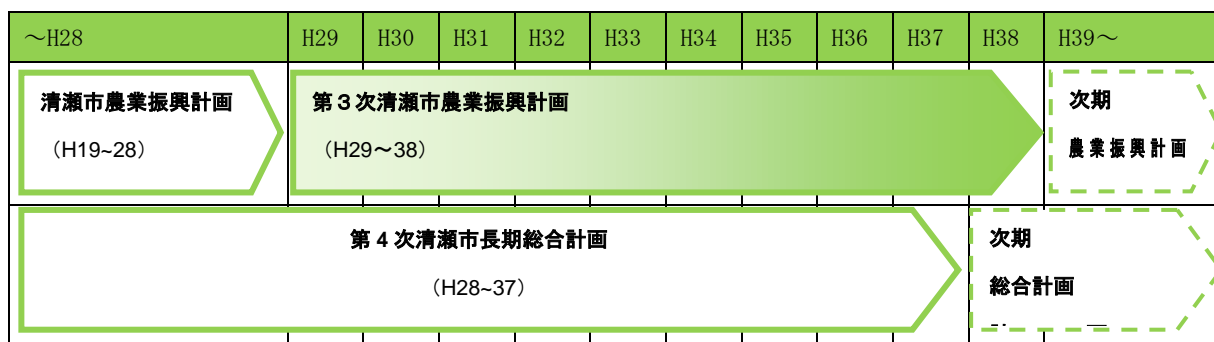 ～H28 H29 H30 H31 H32 H33 H34 H35 H36 H37 H38 H39～
清瀬市農業振興計画
（H19~28）
第３次清瀬市農業振興計画
（H29～38）
次期
農業振興計画
第４次清瀬市長期総合計画
（H28~37）
次期
総合計画